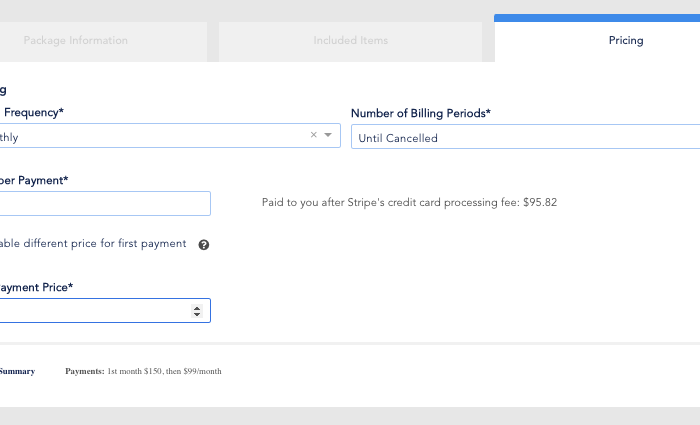 Package Information
Included Items
Pricing
g
Frequency*
Number of Billing Periods*
thly
×
Until Cancelled
per Payment*
Paid to you after Stripe's credit card processing fee: $95.82
able different price for first payment ?
ayment Price*
Summary
Payments: 1st month $150, then $99/month